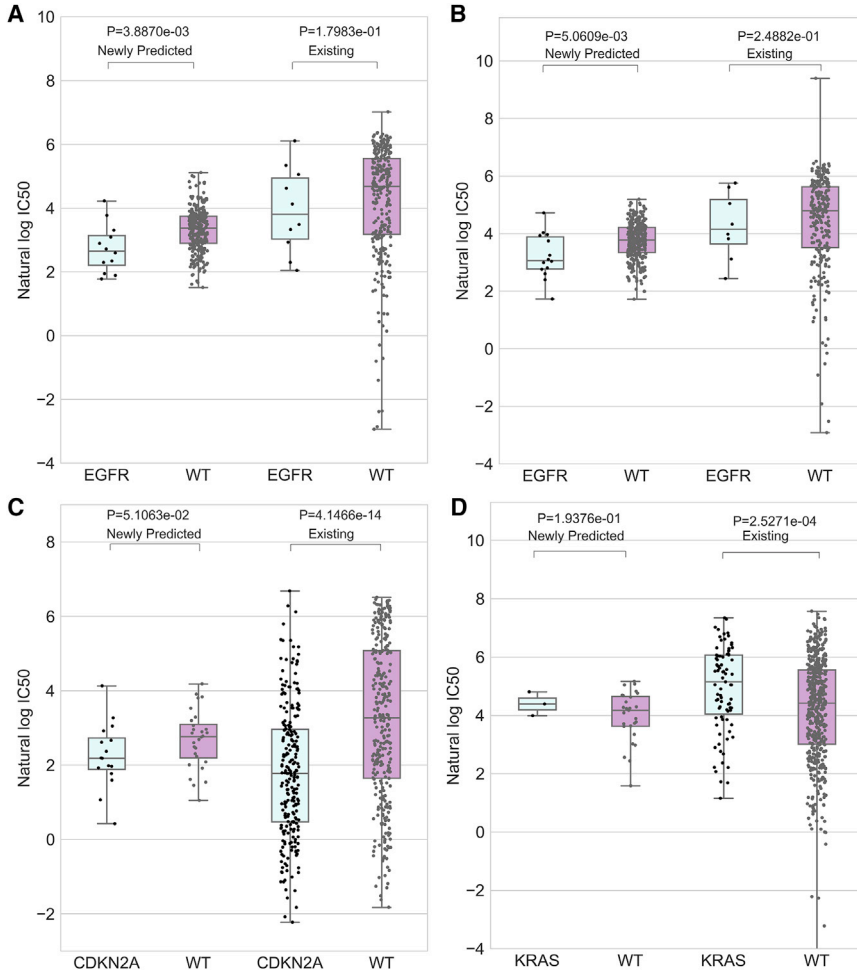 A
P=3.8870e-03
Newly Predicted
P=1.7983e-01
Existing
Natural log IC50
10
8
6
4
2
0
−2
−4
EGFR
WT
EGFR
WT
B
P=5.0609e-03
Newly Predicted
P=2.4882e-01
Existing
Natural log IC50
10
8
6
4
2
0
−2
−4
EGFR
WT
EGFR
WT
C
P=5.1063e-02
Newly Predicted
P=4.1466e-14
Existing
Natural log IC50
8
6
4
2
0
−2
CDKN2A
WT
CDKN2A
WT
D
P=1.9376e-01
Newly Predicted
P=2.5271e-04
Existing
Natural log IC50
10
8
6
4
2
0
−2
−4
KRAS
WT
KRAS
WT